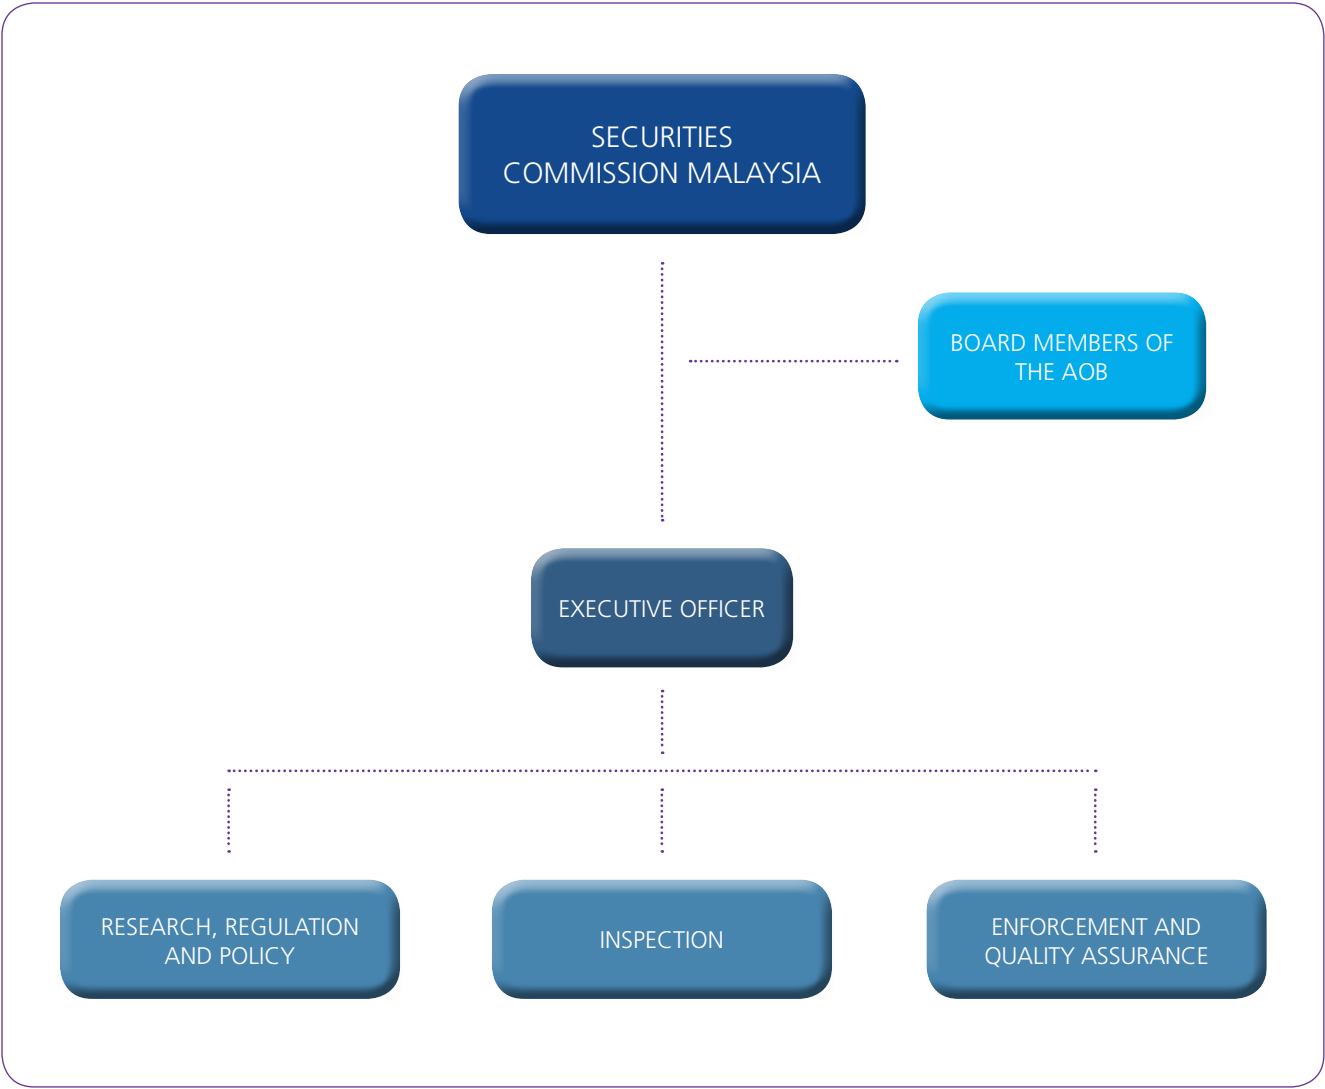 SECURITIES
COMMISSION MALAYSIA
BOARD MEMBERS OF
THE AOB
EXECUTIVE OFFICER
RESEARCH, REGULATION
AND POLICY
INSPECTION
ENFORCEMENT AND
QUALITY ASSURANCE